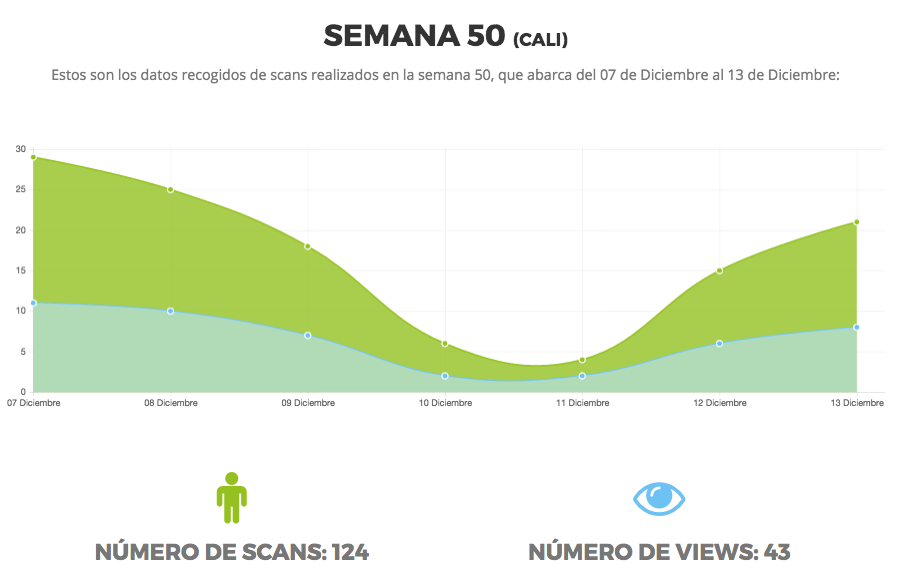 SEMANA 50 (CALI)
Estos son los datos recogidos de scans realizados en la semana 50, que abarca del 07 de Diciembre al 13 de Diciembre:
30
25
20
15
10
5
0
07 Diciembre 08 Diciembre 09 Diciembre 10 Diciembre 11 Diciembre 12 Diciembre 13 Diciembre
NÚMERO DE SCANS: 124 NÚMERO DE VIEWS: 43